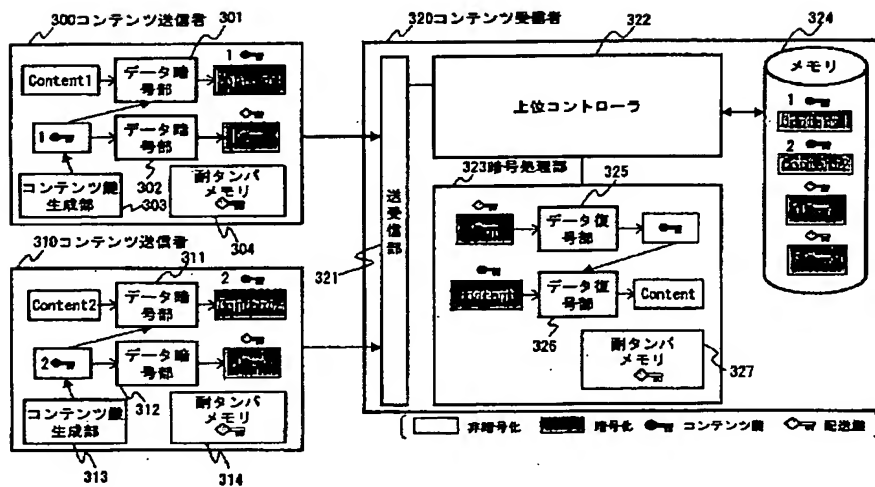 300コンテンツ送信者
301
Content1
データ暗
号部
1
1
データ暗
号部
302
コンテンツ鍵
生成部
303
耐タンパ
メモリ
304
310コンテンツ送信者
311
Content2
データ暗
号部
2
2
データ暗
号部
312
コンテンツ鍵
生成部
313
耐タンパ
メモリ
314
320コンテンツ受信者
322
324
送受信部
321
上位コントローラ
メモリ
1
2
323暗号処理部
325
データ復
号部
データ復
号部
Content
326
耐タンパ
メモリ
327
非暗号化
暗号化
コンテンツ鍵
配送鍵